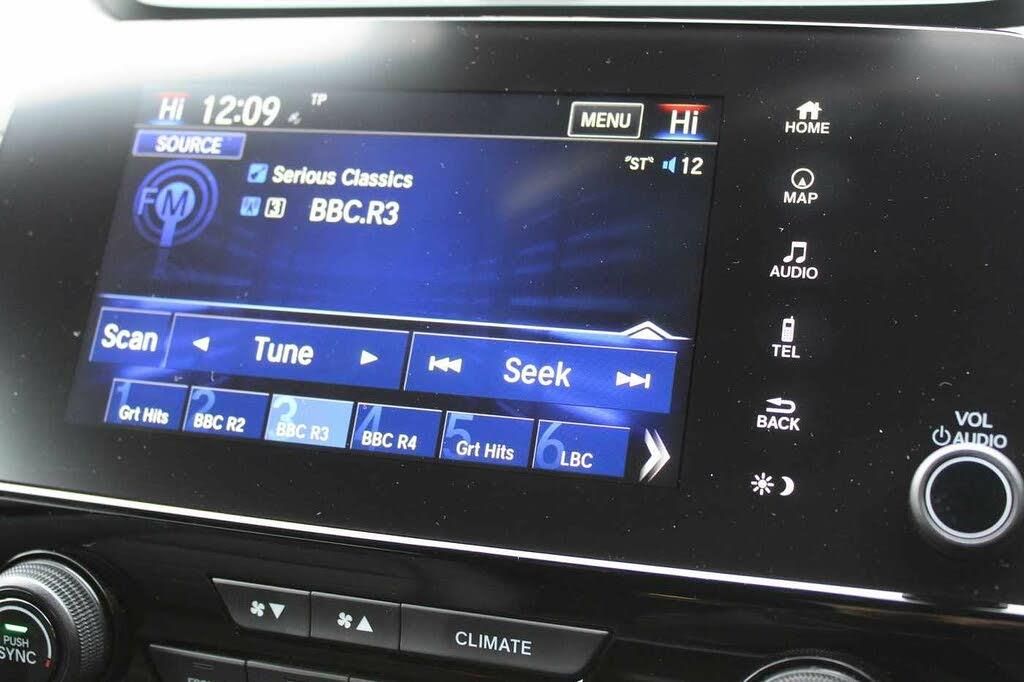 Hi 12:09 TP MENU Hi
SOURCE
"ST" 12
FM
Serious Classics
BBC.R3
Scan
Tune
Seek
1 Grt Hits
2 BBC R2
3 BBC R3
4 BBC R4
5 Grt Hits
6 LBC
HOME
MAP
AUDIO
TEL
BACK
VOL
AUDIO
PUSH
SYNC
CLIMATE